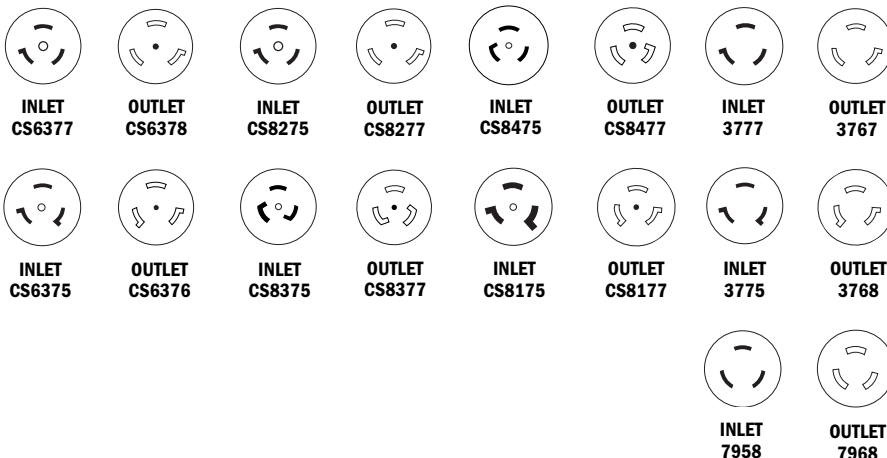 INLET
CS6377
OUTLET
CS6378
INLET
CS8275
OUTLET
CS8277
INLET
CS8475
OUTLET
CS8477
INLET
3777
OUTLET
3767
INLET
CS6375
OUTLET
CS6376
INLET
CS8375
OUTLET
CS8377
INLET
CS8175
OUTLET
CS8177
INLET
3775
OUTLET
3768
INLET
7958
OUTLET
7968